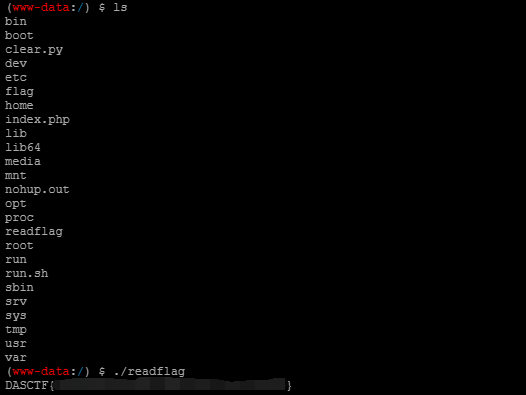 (www-data:/) $ ls
bin
boot
clear.py
dev
etc
flag
home
index.php
lib
lib64
media
mnt
nohup.out
opt
proc
readflag
root
run
run.sh
sbin
srv
sys
tmp
usr
var
(www-data:/) $ ./readflag
DASCTF{ }